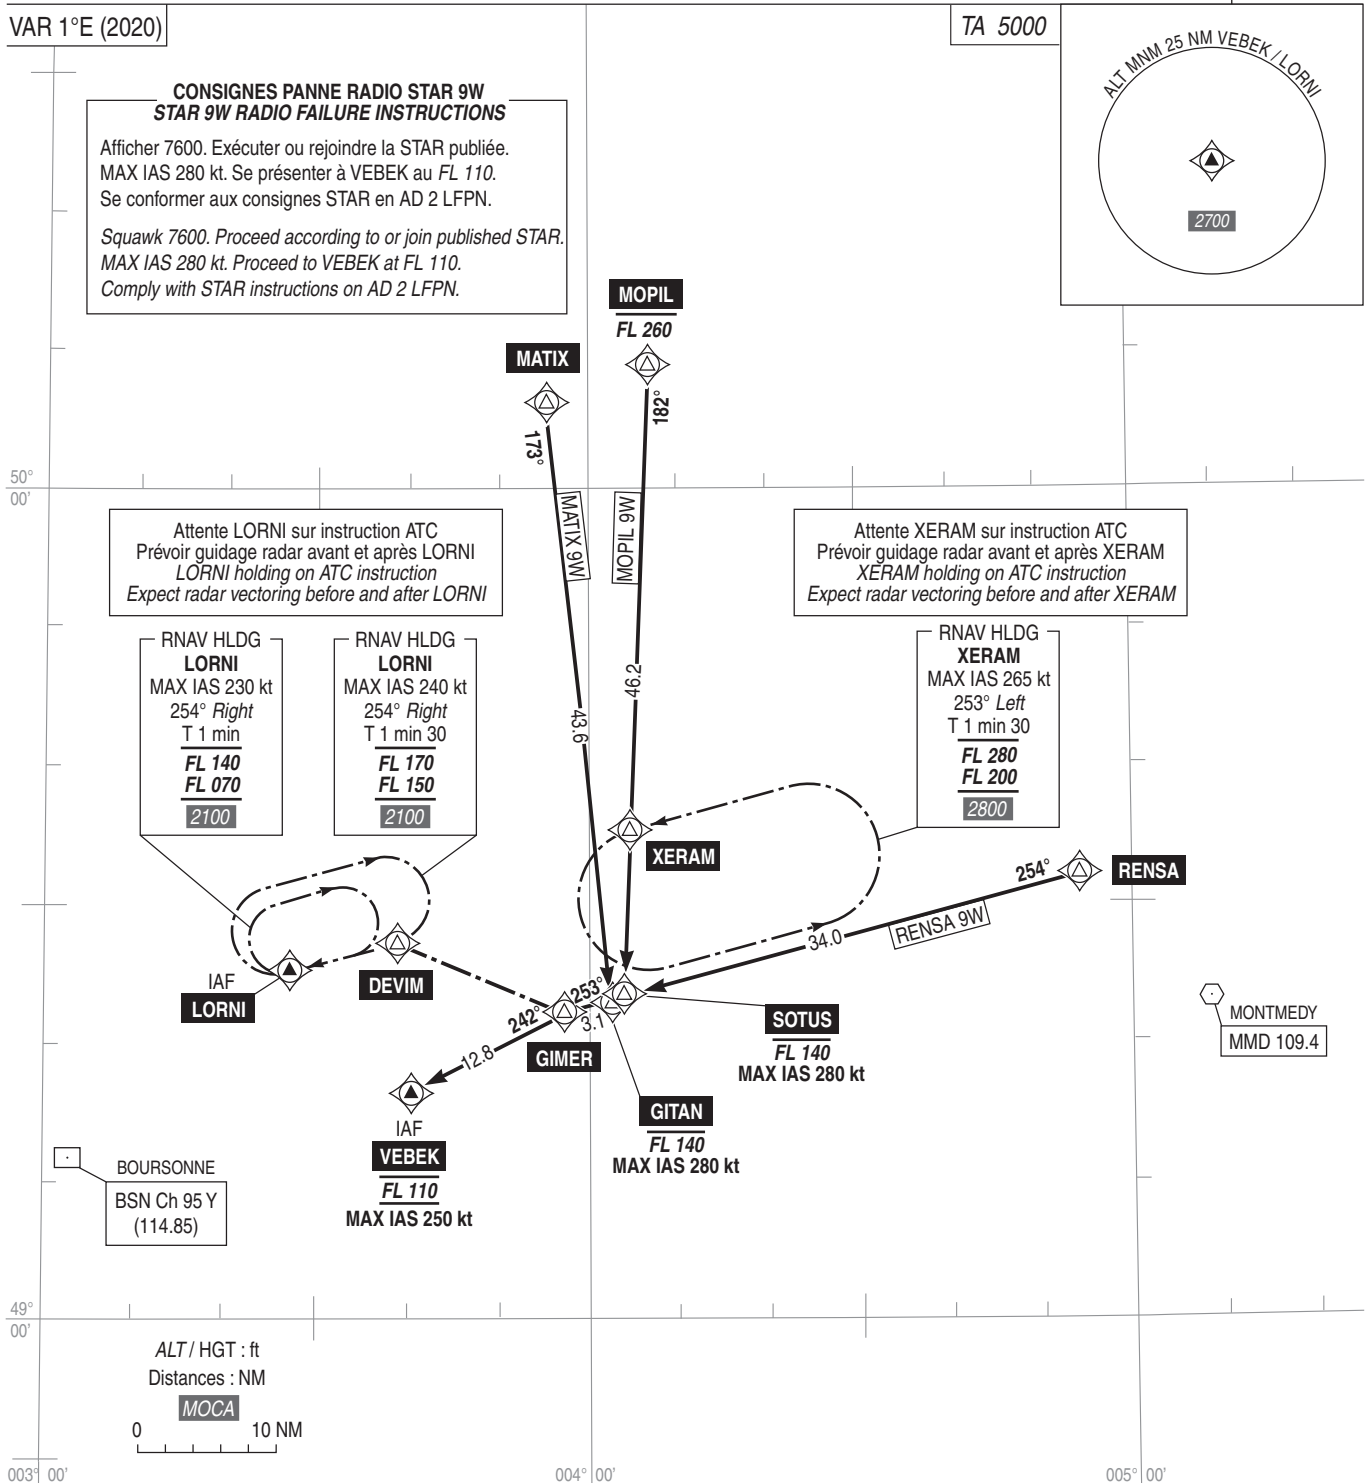 VAR 1°E (2020)
TA 5000
ALT MNM 25 NM VEBEK / LORNI
2700
CONSIGNES PANNE RADIO STAR 9W
STAR 9W RADIO FAILURE INSTRUCTIONS
Afficher 7600. Exécuter ou rejoindre la STAR publiée.
MAX IAS 280 kt. Se présenter à VEBEK au FL 110.
Se conformer aux consignes STAR en AD 2 LFPN.
Squawk 7600. Proceed according to or join published STAR.
MAX IAS 280 kt. Proceed to VEBEK at FL 110.
Comply with STAR instructions on AD 2 LFPN.
MOPIL
FL 260
MATIX
182°
173°
50°
00'
MATIX 9W
MOPIL 9W
Attente LORNI sur instruction ATC
Prévoir guidage radar avant et après LORNI
LORNI holding on ATC instruction
Expect radar vectoring before and after LORNI
Attente XERAM sur instruction ATC
Prévoir guidage radar avant et après XERAM
XERAM holding on ATC instruction
Expect radar vectoring before and after XERAM
RNAV HLDG
LORNI
MAX IAS 230 kt
254° Right
T 1 min
FL 140
FL 070
2100
RNAV HLDG
LORNI
MAX IAS 240 kt
254° Right
T 1 min 30
FL 170
FL 150
2100
RNAV HLDG
XERAM
MAX IAS 265 kt
253° Left
T 1 min 30
FL 280
FL 200
2800
46.2
43.6
XERAM
254°
RENSA
RENSA 9W
34.0
IAF
LORNI
DEVIM
253°
242°
3.1
12.8
GIMER
SOTUS
FL 140
MAX IAS 280 kt
MONTMEDY
MMD 109.4
GITAN
FL 140
MAX IAS 280 kt
IAF
VEBEK
FL 110
MAX IAS 250 kt
BOURSONNE
BSN Ch 95 Y
(114.85)
49°
00'
ALT / HGT : ft
Distances : NM
MOCA
0 10 NM
003° 00'
004° 00'
005° 00'